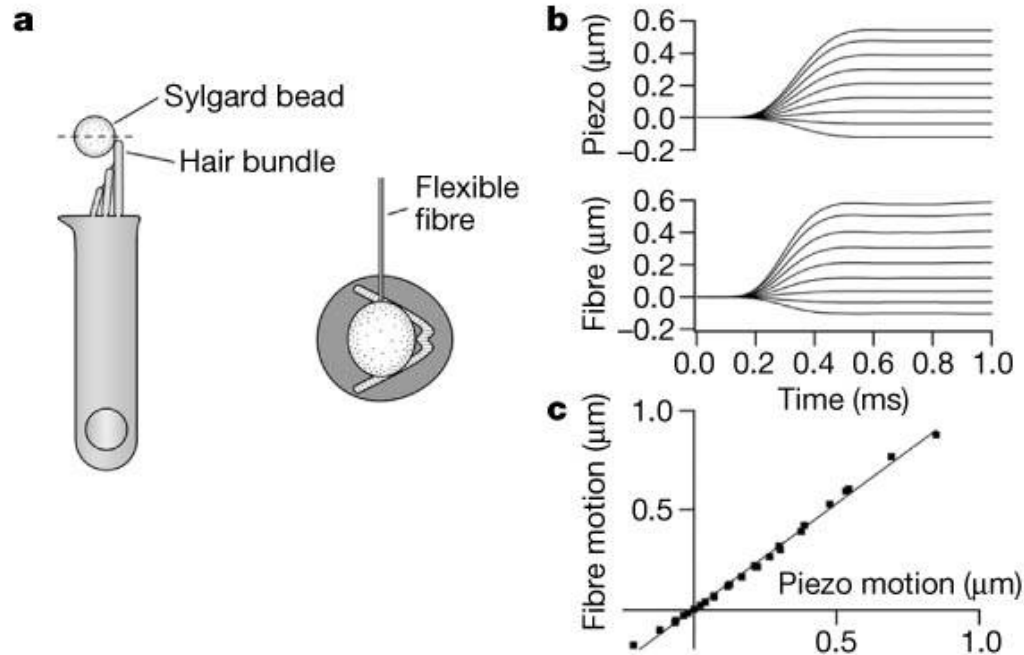 a
Sylgard bead
Hair bundle
Flexible
fibre
b
Piezo (μm)
0.6
0.4
0.2
0.0
–0.2
Fibre (μm)
0.6
0.4
0.2
0.0
–0.2
0.0 0.2 0.4 0.6 0.8 1.0
Time (ms)
c
Fibre motion (μm)
1.0
0.5
Piezo motion (μm)
0.5 1.0